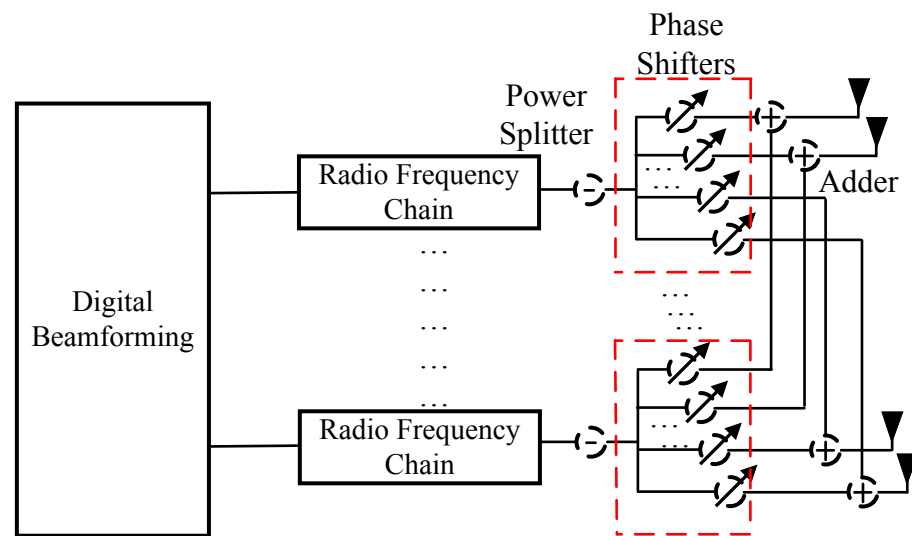 Phase
Shifters
Power
Splitter
Radio Frequency
Chain
Adder
Digital
Beamforming
Radio Frequency
Chain